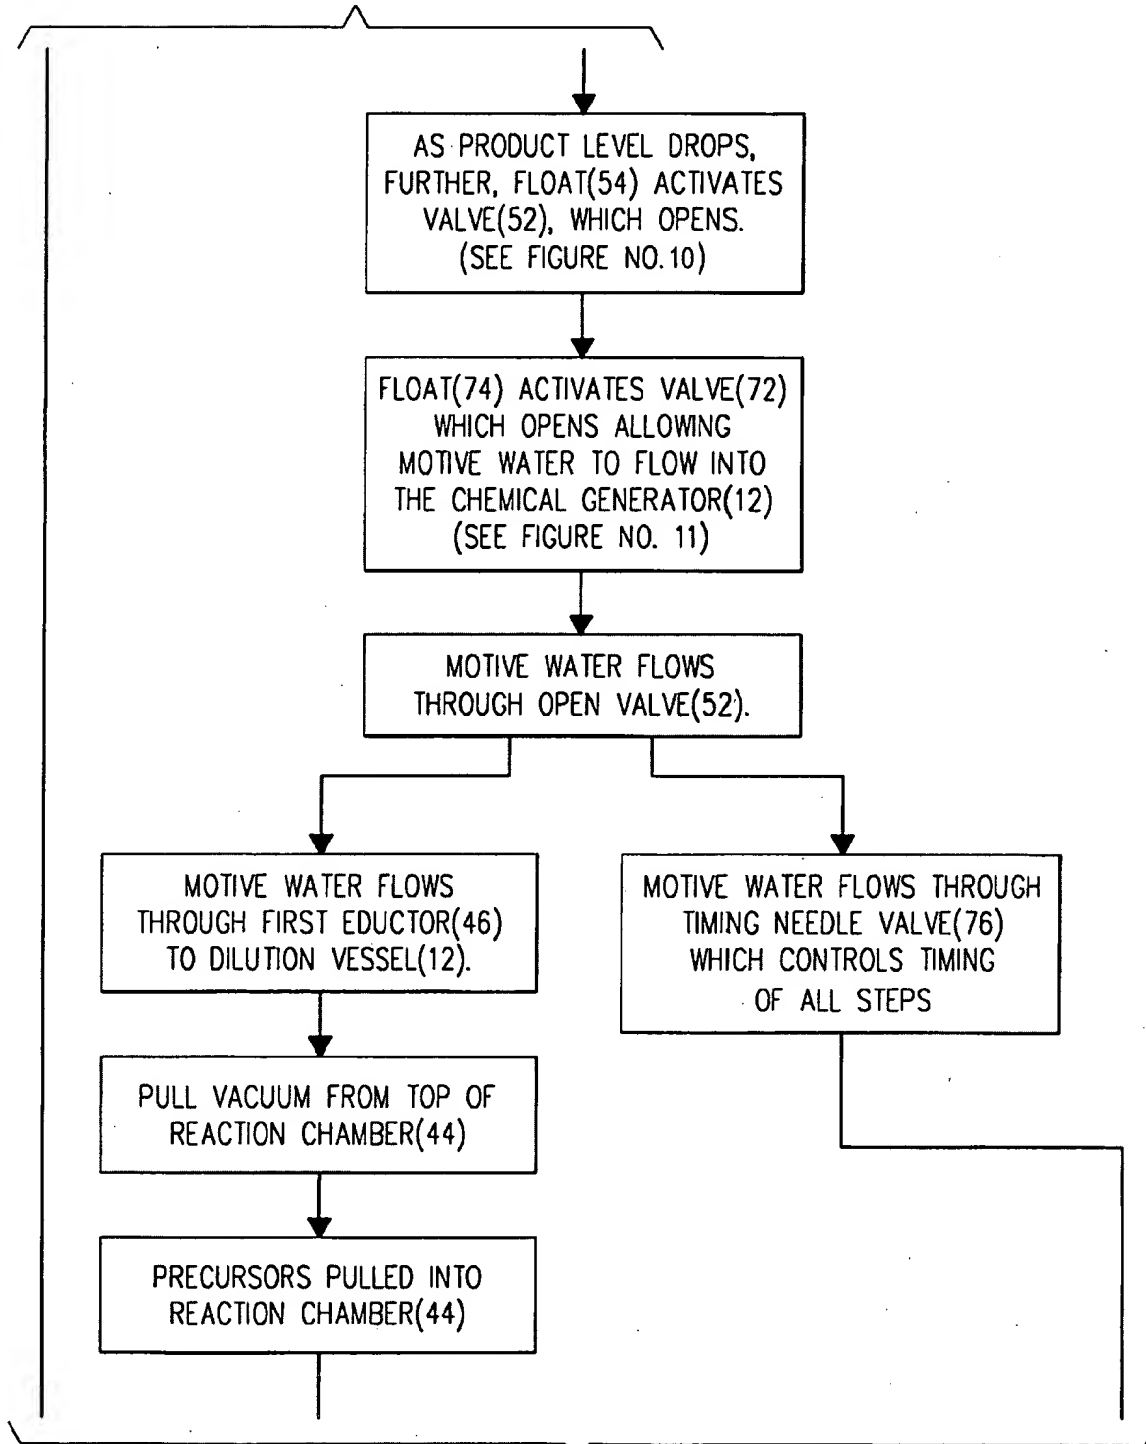 AS PRODUCT LEVEL DROPS,
FURTHER, FLOAT(54) ACTIVATES
VALVE(52), WHICH OPENS.
(SEE FIGURE NO.10)
FLOAT(74) ACTIVATES VALVE(72)
WHICH OPENS ALLOWING
MOTIVE WATER TO FLOW INTO
THE CHEMICAL GENERATOR(12)
(SEE FIGURE NO. 11)
MOTIVE WATER FLOWS
THROUGH OPEN VALVE(52).
MOTIVE WATER FLOWS
THROUGH FIRST EDUCTOR(46)
TO DILUTION VESSEL(12).
MOTIVE WATER FLOWS THROUGH
TIMING NEEDLE VALVE(76)
WHICH CONTROLS TIMING
OF ALL STEPS
PULL VACUUM FROM TOP OF
REACTION CHAMBER(44)
PRECURSORS PULLED INTO
REACTION CHAMBER(44)